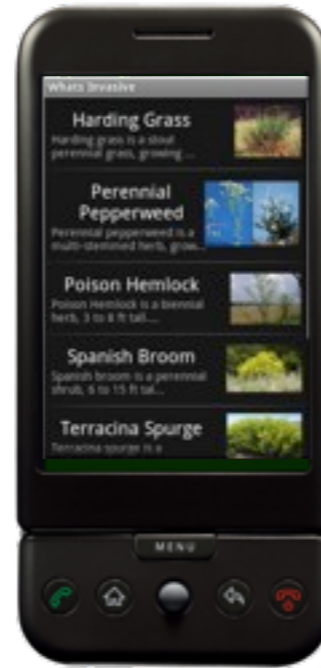 Whats Invasive
Harding Grass
Harding grass is a stout
perennial grass, growing ...
Perennial
Pepperweed
Perennial pepperweed is a
multi-stemmed herb, grow...
Poison Hemlock
Poison Hemlock is a biennial
herb, 3 to 8 ft tall....
Spanish Broom
Spanish broom is a perennial
shrub, 6 to 15 ft tal...
Terracina Spurge
Terracina spurge is a
MENU